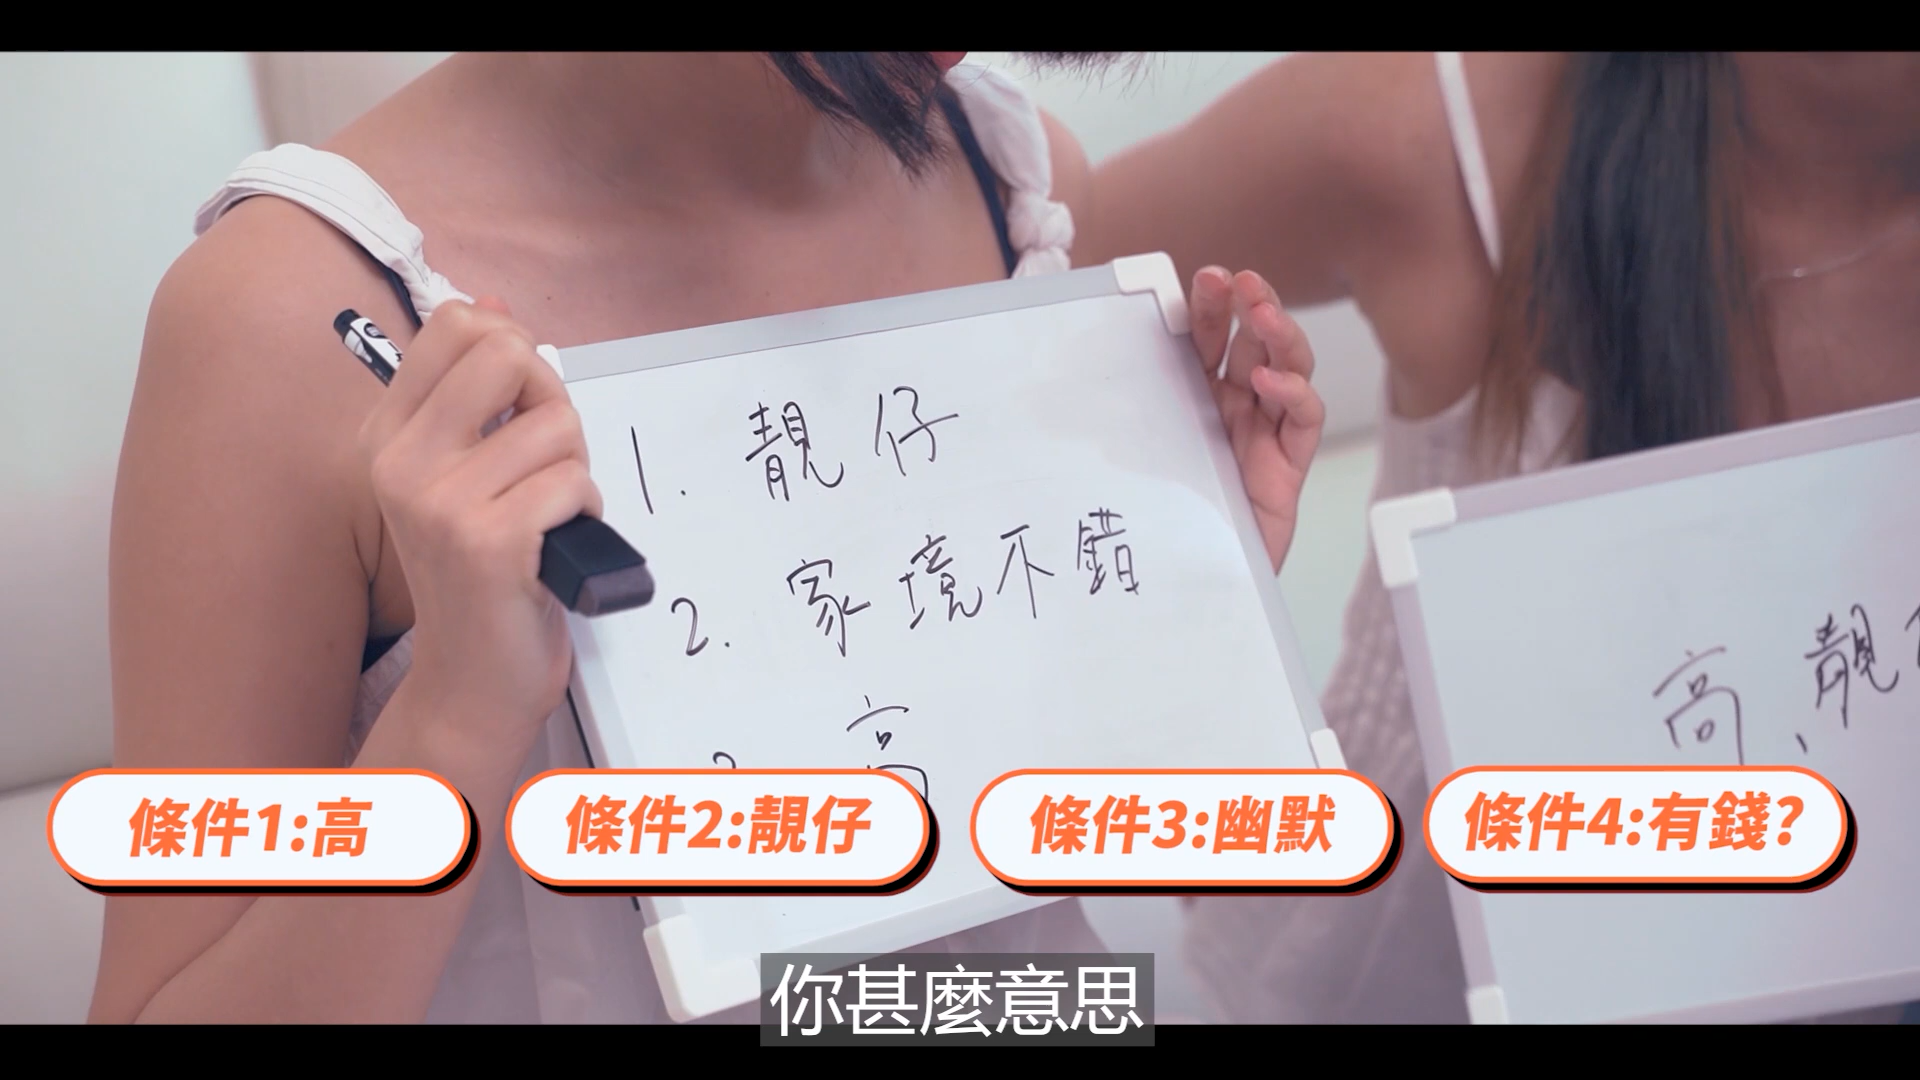 1. 靚仔
2. 家境不錯
高
高、靚
條件1:高
條件2:靚仔
條件3:幽默
條件4:有錢?
你甚麼意思